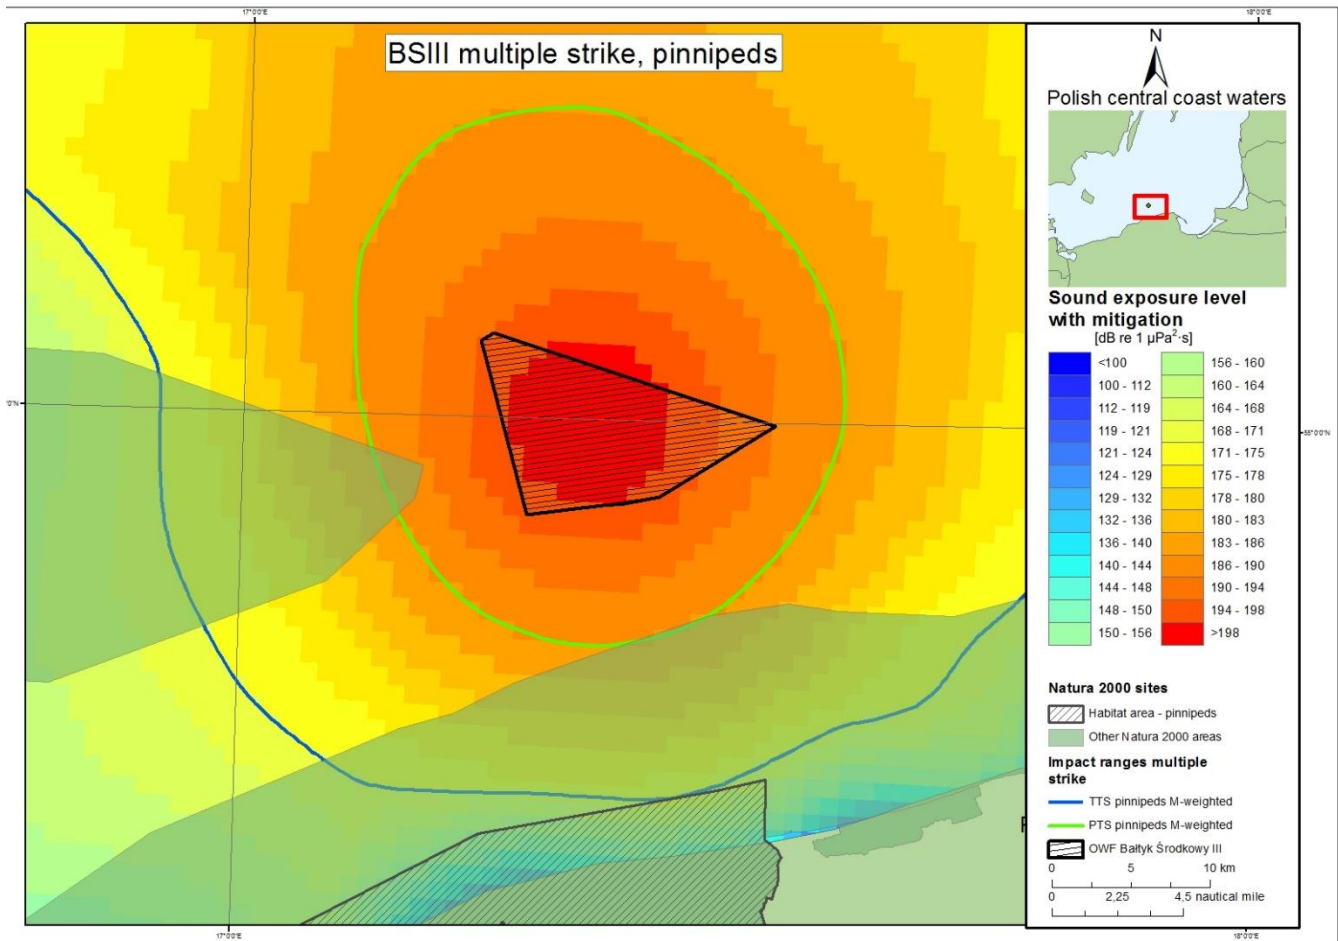 17°0'0"E
18°0'0"E
BSIII multiple strike, pinnipeds
N
Polish central coast waters
Sound exposure level
with mitigation
[dB re 1 µPa²·s]
<100
100 - 112
112 - 119
119 - 121
121 - 124
124 - 129
129 - 132
132 - 136
136 - 140
140 - 144
144 - 148
148 - 150
150 - 156
156 - 160
160 - 164
164 - 168
168 - 171
171 - 175
175 - 178
178 - 180
180 - 183
183 - 186
186 - 190
190 - 194
194 - 198
>198
°0'N
55°0'0"N
Natura 2000 sites
Habitat area - pinnipeds
Other Natura 2000 areas
Impact ranges multiple
strike
TTS pinnipeds M-weighted
PTS pinnipeds M-weighted
OWF Bałtyk Środkowy III
0 5 10 km
0 2,25 4,5 nautical mile
17°0'0"E
18°0'0"E